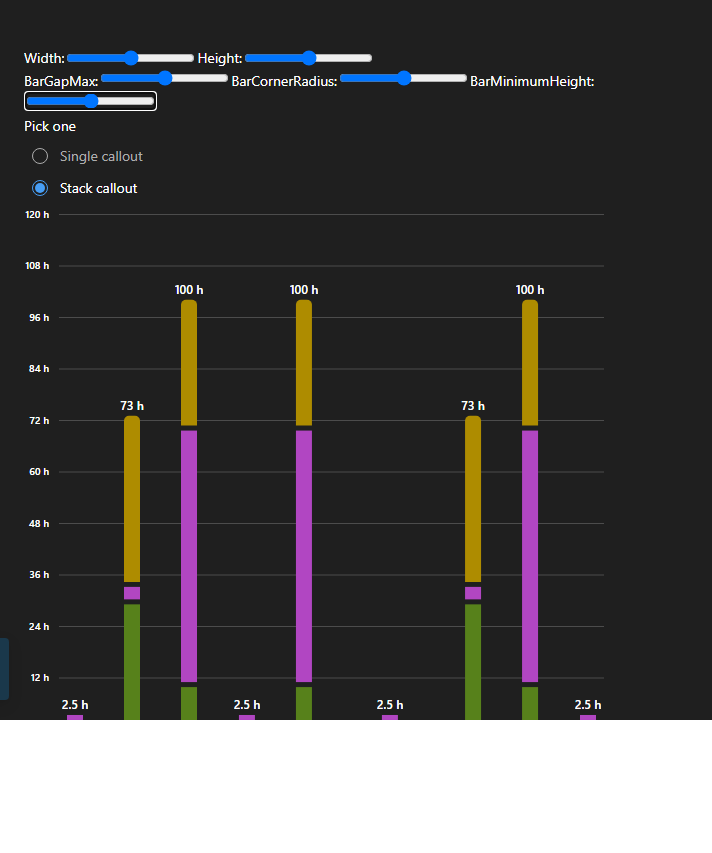 Width: Height:
BarGapMax: BarCornerRadius: BarMinimumHeight:
Pick one
Single callout
Stack callout
120 h
108 h
100 h 100 h 100 h
96 h
84 h
73 h 73 h
72 h
60 h
48 h
36 h
24 h
12 h
2.5 h 2.5 h 2.5 h 2.5 h